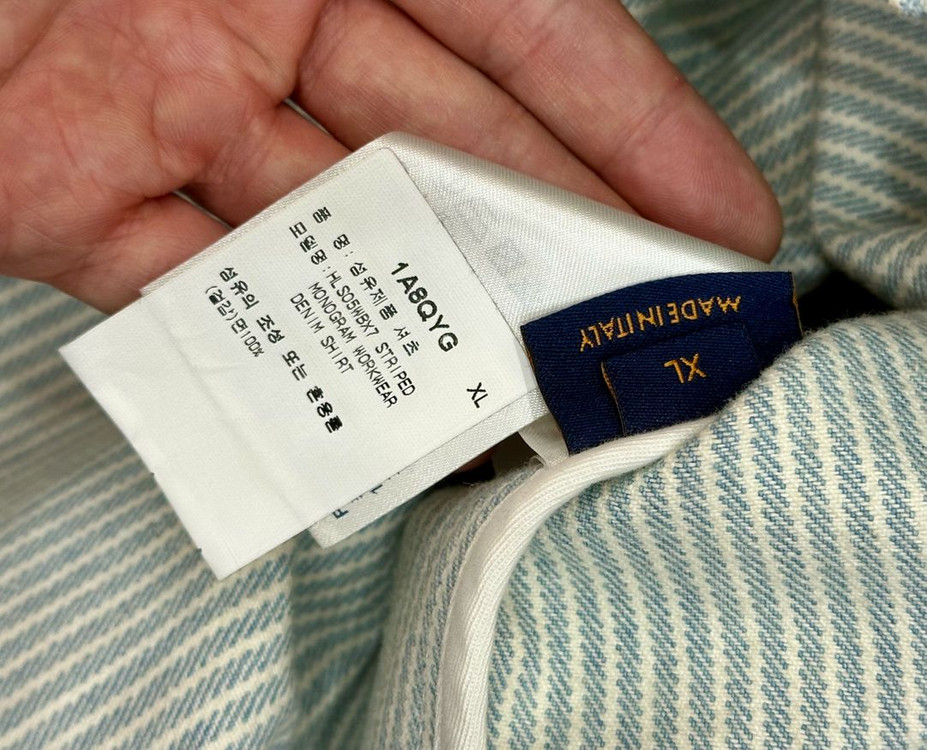 1A8QYG
품 명: 섬유제품 셔츠
모델명: HLS05WBX7 STRIPED
MONOGRAM WORKWEAR
DENIM SHIRT
XL
섬유의 조성 또는 혼용률
(겉감)면100%
MADE IN ITALY
XL